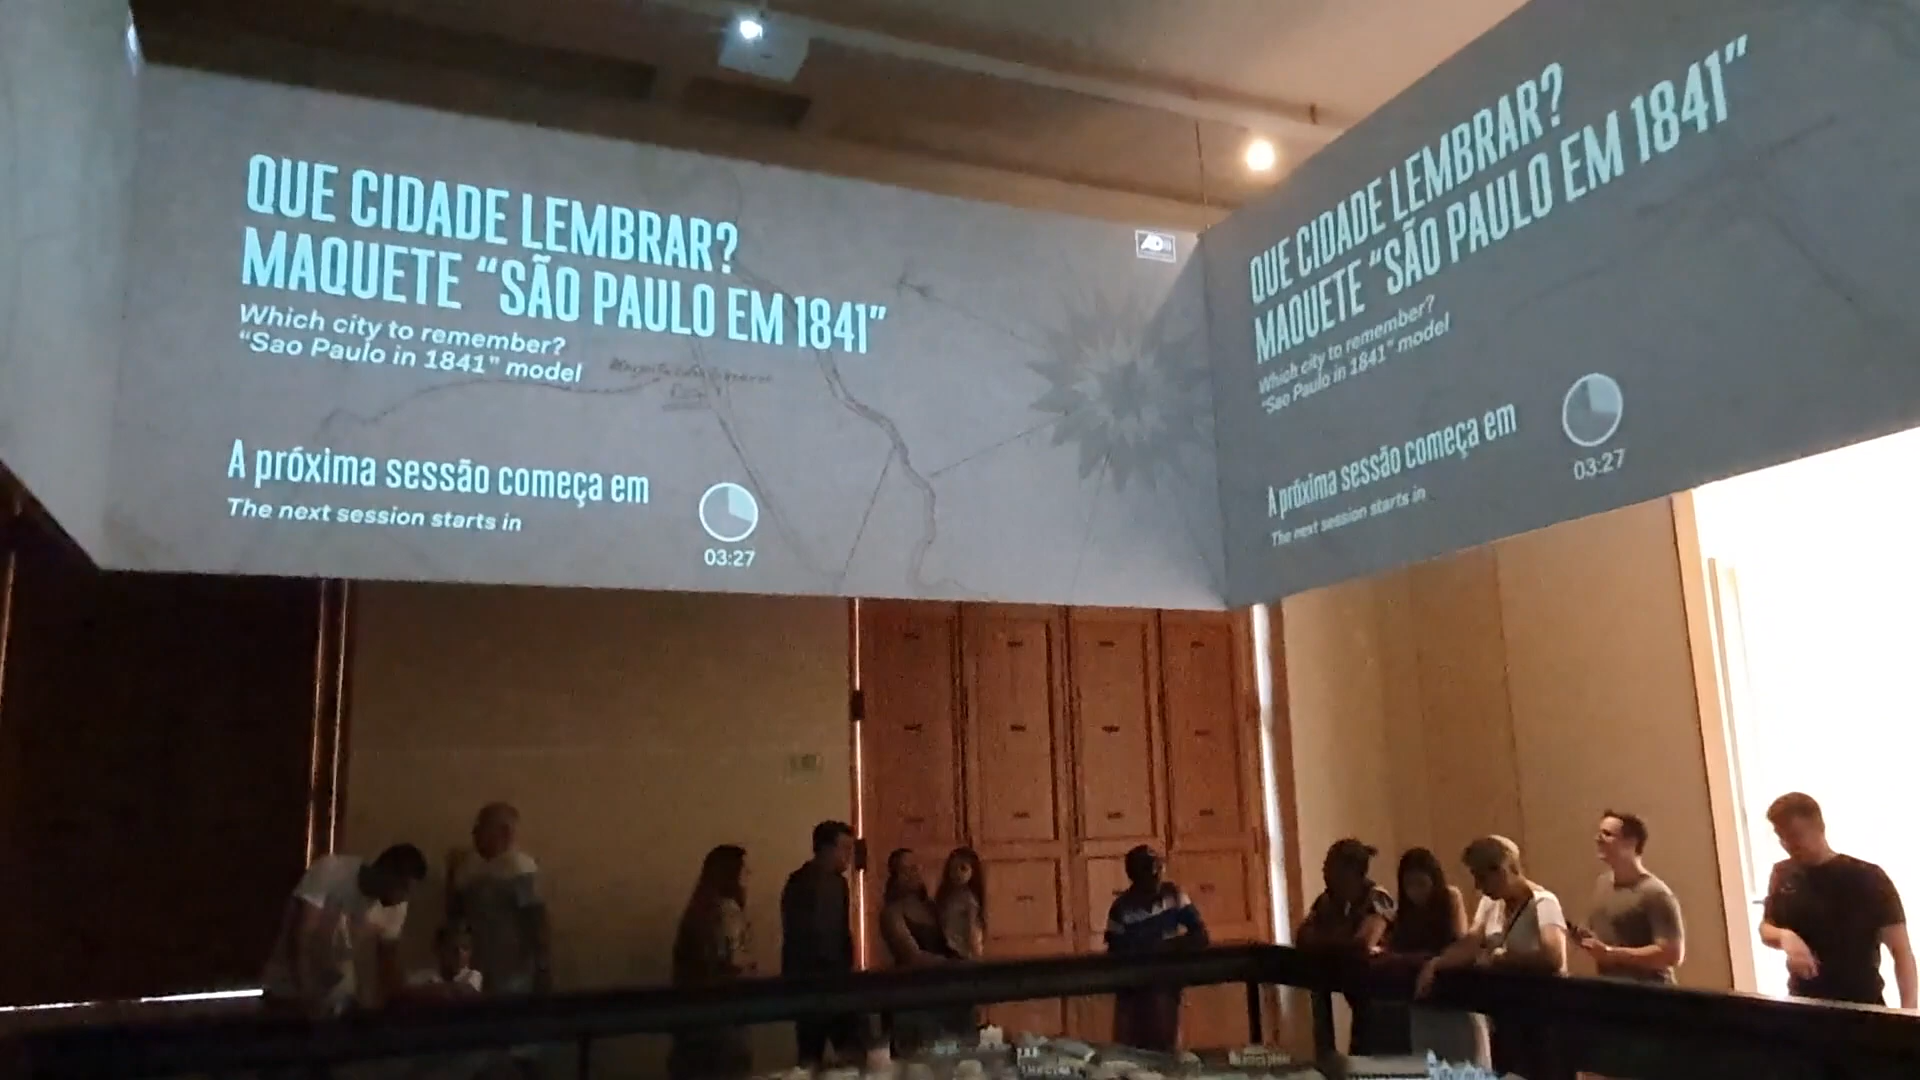 QUE CIDADE LEMBRAR?
MAQUETE “SÃO PAULO EM 1841”
Which city to remember?
“Sao Paulo in 1841” model
A próxima sessão começa em
The next session starts in
03:27
AD
QUE CIDADE LEMBRAR?
MAQUETE “SÃO PAULO EM 1841”
Which city to remember?
“Sao Paulo in 1841” model
A próxima sessão começa em
The next session starts in
03:27